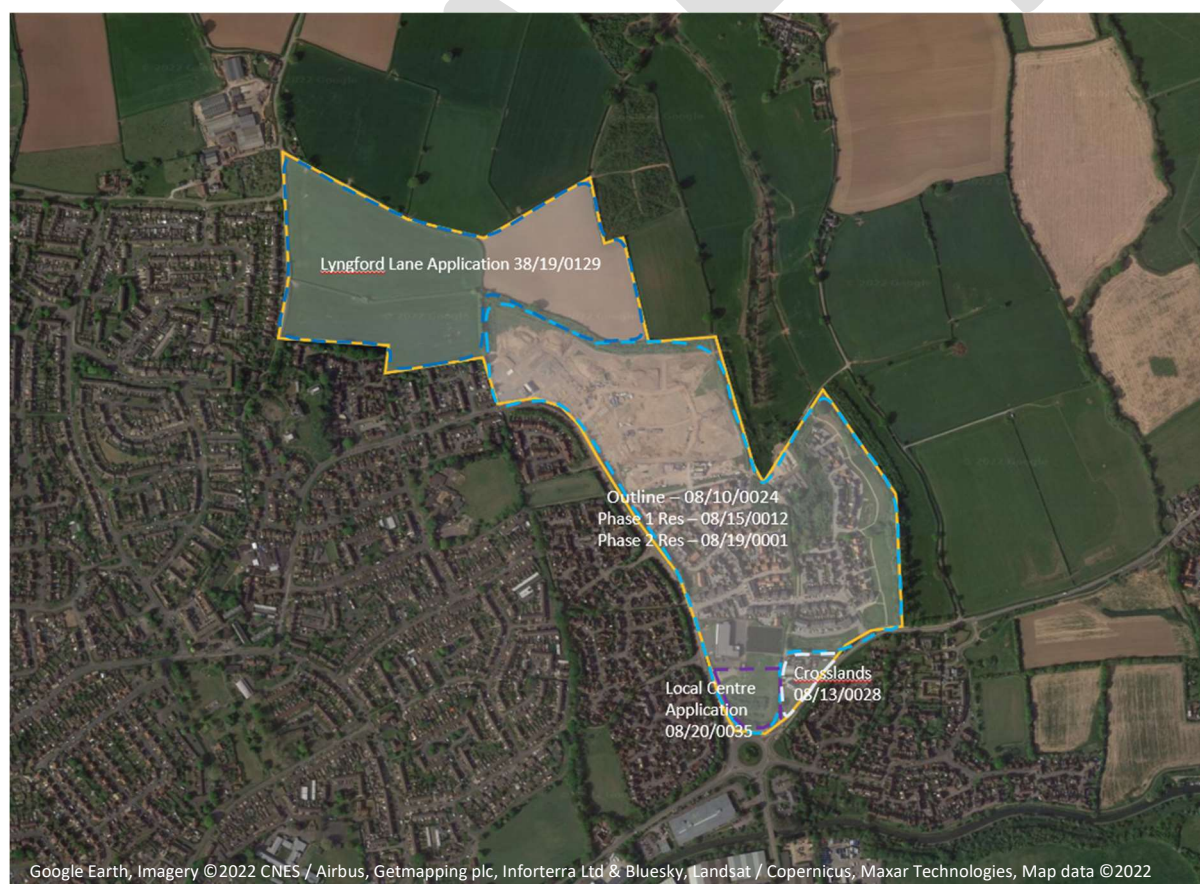 Lyngford Lane Application 38/19/0129
Outline – 08/10/0024
Phase 1 Res – 08/15/0012
Phase 2 Res – 08/19/0001
Crosslands
08/13/0028
Local Centre
Application
08/20/0035
Google Earth, Imagery ©2022 CNES / Airbus, Getmapping plc, Inforterra Ltd & Bluesky, Landsat / Copernicus, Maxar Technologies, Map data ©2022